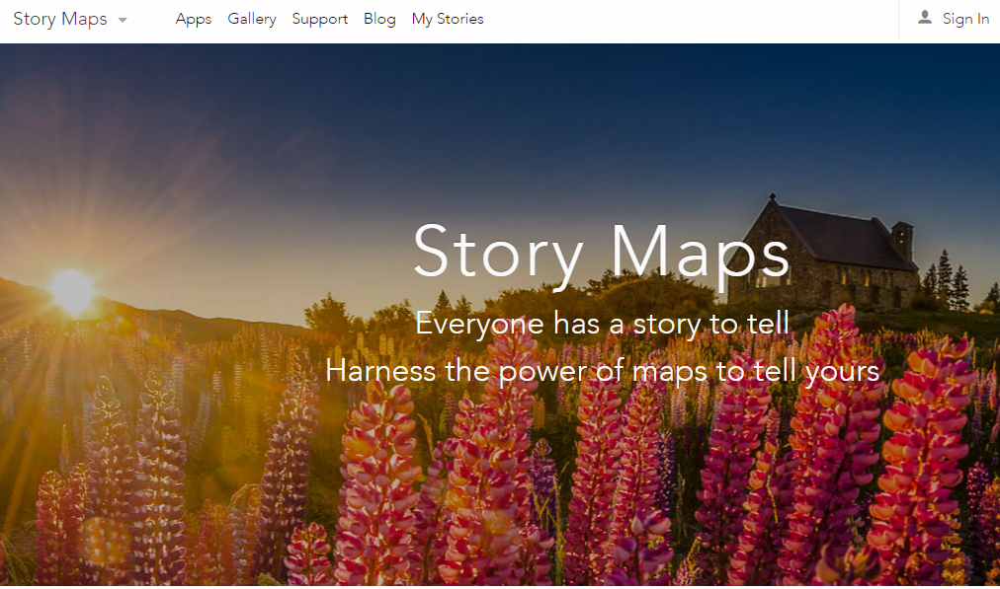 Story Maps
Apps Gallery Support Blog My Stories
Sign In
Story Maps
Everyone has a story to tell
Harness the power of maps to tell yours